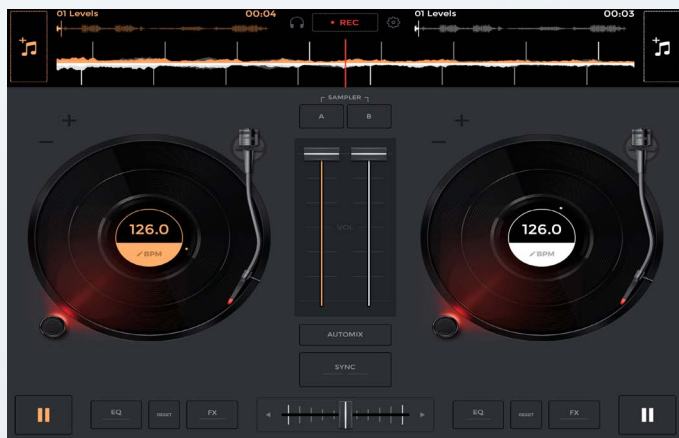 01 Levels
00:04
REC
01 Levels
00:03
SAMPLER
A
B
126.0
BPM
VOL
126.0
BPM
AUTOMIX
SYNC
EQ
RESET
FX
EQ
RESET
FX